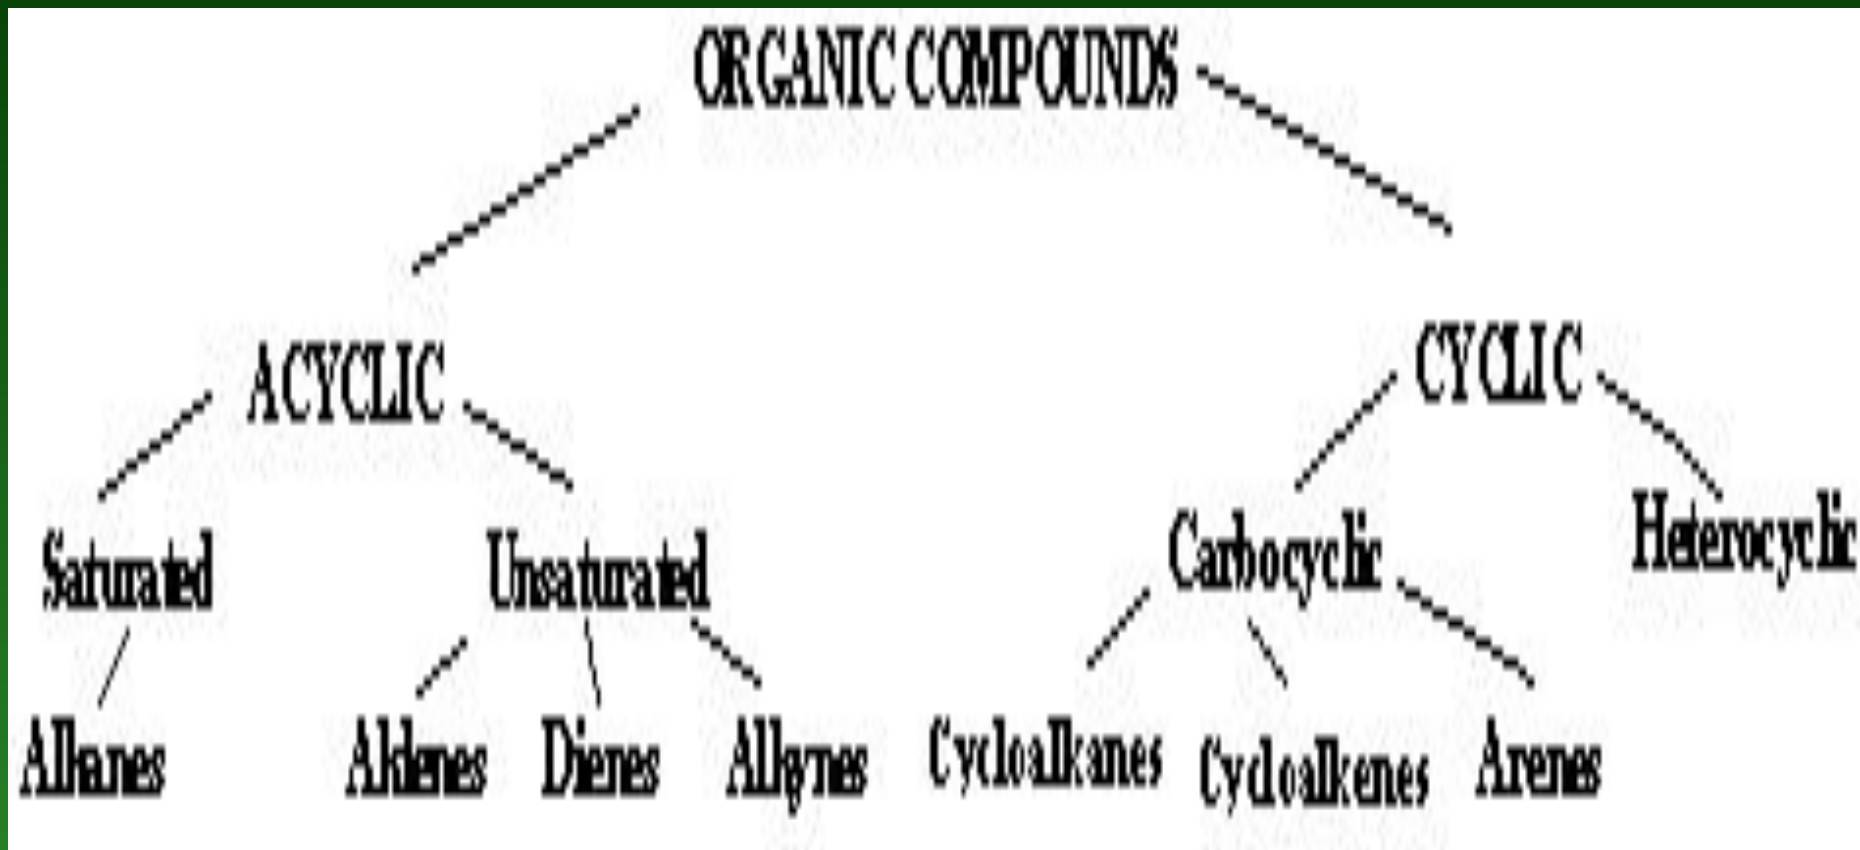 ORGANIC COMPOUNDS
ACYCLIC
CYCLIC
Saturated
Unsaturated
Carbocyclic
Heterocyclic
Alkanes
Alkenes
Dienes
Alkynes
Cycloalkanes
Cycloalkenes
Arenes